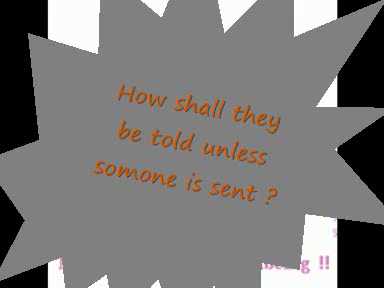 How shall they
be told unless
somone is sent ?
!!